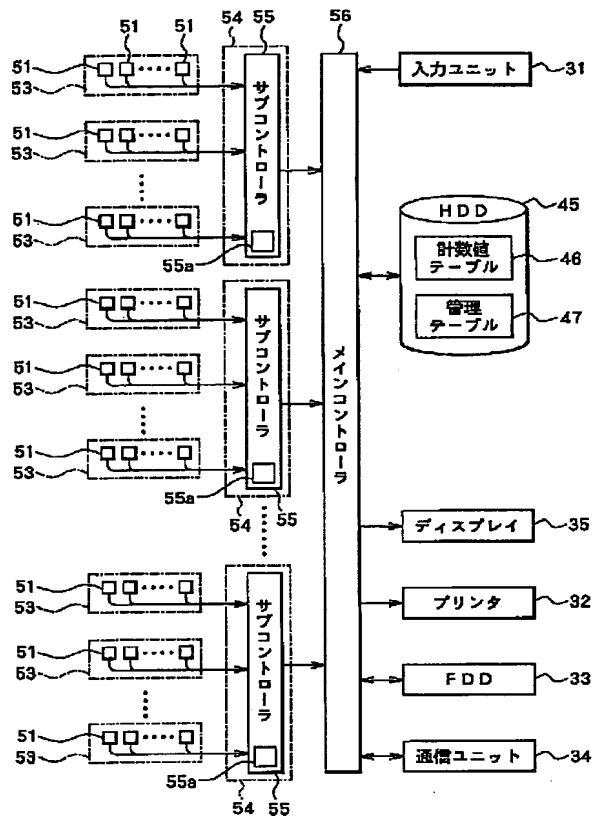 51 51 54 55 56
51
53
51
53
51
53
サブコントローラ
55a
入力ユニット 31
HDD 45
計数値
テーブル 46
管理
テーブル 47
メインコントローラ
51
53
51
53
51
53
サブコントローラ
55a
54 55
ディスプレイ 35
プリンタ 32
FDD 33
通信ユニット 34
51
53
51
53
51
53
サブコントローラ
55a
54 55